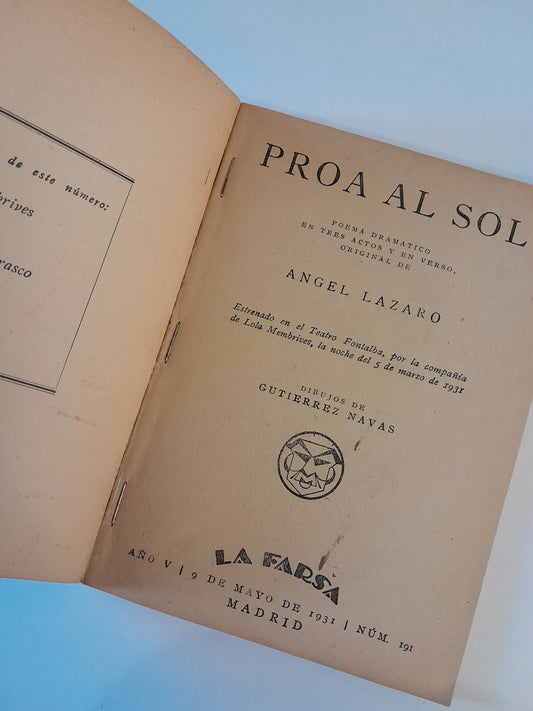 de este número:
brives
rasco
PROA AL SOL
POEMA DRAMATICO
EN TRES ACTOS Y EN VERSO,
ORIGINAL DE
ANGEL LAZARO
Estrenado en el Teatro Fontalba, por la compañía
de Lola Membrives, la noche del 5 de marzo de 1931
DIBUJOS DE
GUTIERREZ NAVAS
LA FARSA
AÑO V | 9 DE MAYO DE 1931 | NÚM. 191
MADRID